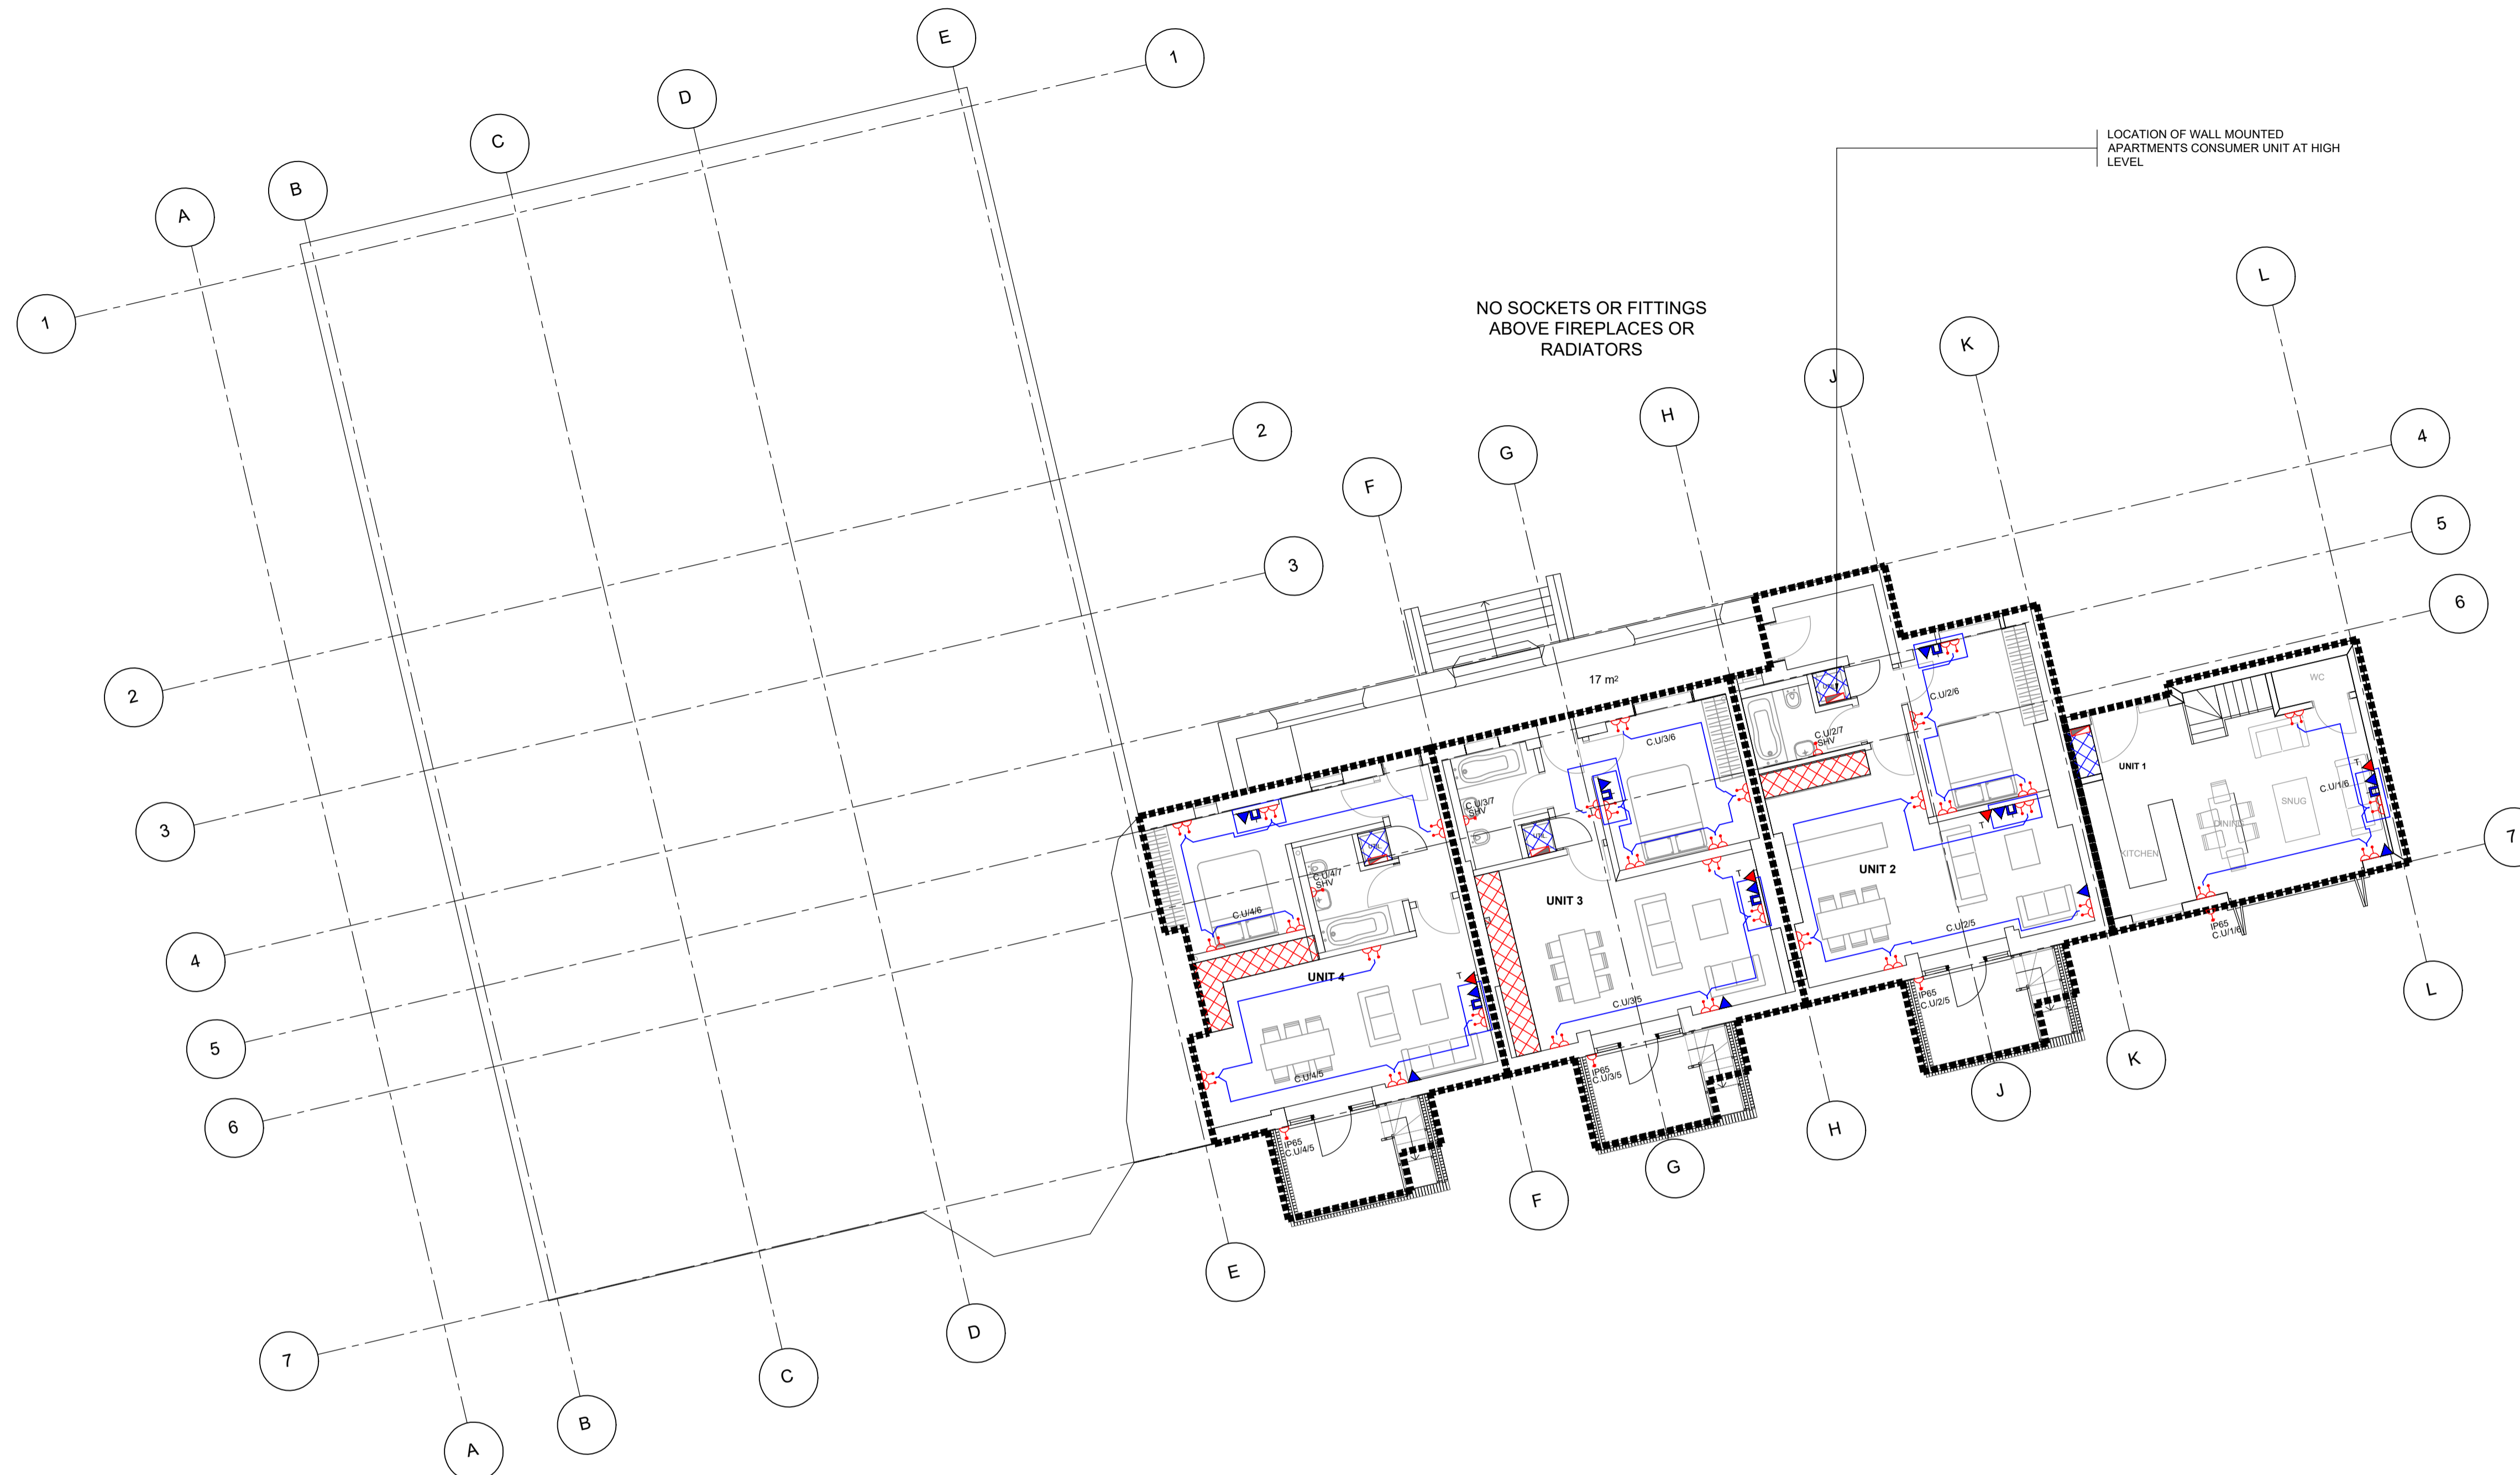 E
1
D
C
B
A
LOCATION OF WALL MOUNTED
APARTMENTS CONSUMER UNIT AT HIGH
LEVEL
L
1
NO SOCKETS OR FITTINGS
ABOVE FIREPLACES OR
RADIATORS
K
J
H
2
4
G
F
5
3
6
17 m²
WC
UTIL
C.U/2/6
2
C.U/2/7
SHV
C.U/3/6
UNIT 1
T
C.U/1/6
SNUG
C.U/3/7
SHV
T
DINING
3
UTIL
7
UTIL
KITCHEN
C.U/4/7
SHV
UNIT 2
T
UNIT 3
C.U/4/6
C.U/2/5
IP65
C.U/1/6
4
UNIT 4
T
L
IP65
C.U/2/5
C.U/3/5
5
K
C.U/4/5
IP65
C.U/3/5
J
6
H
IP65
C.U/4/5
G
F
E
D
7
C
B
A